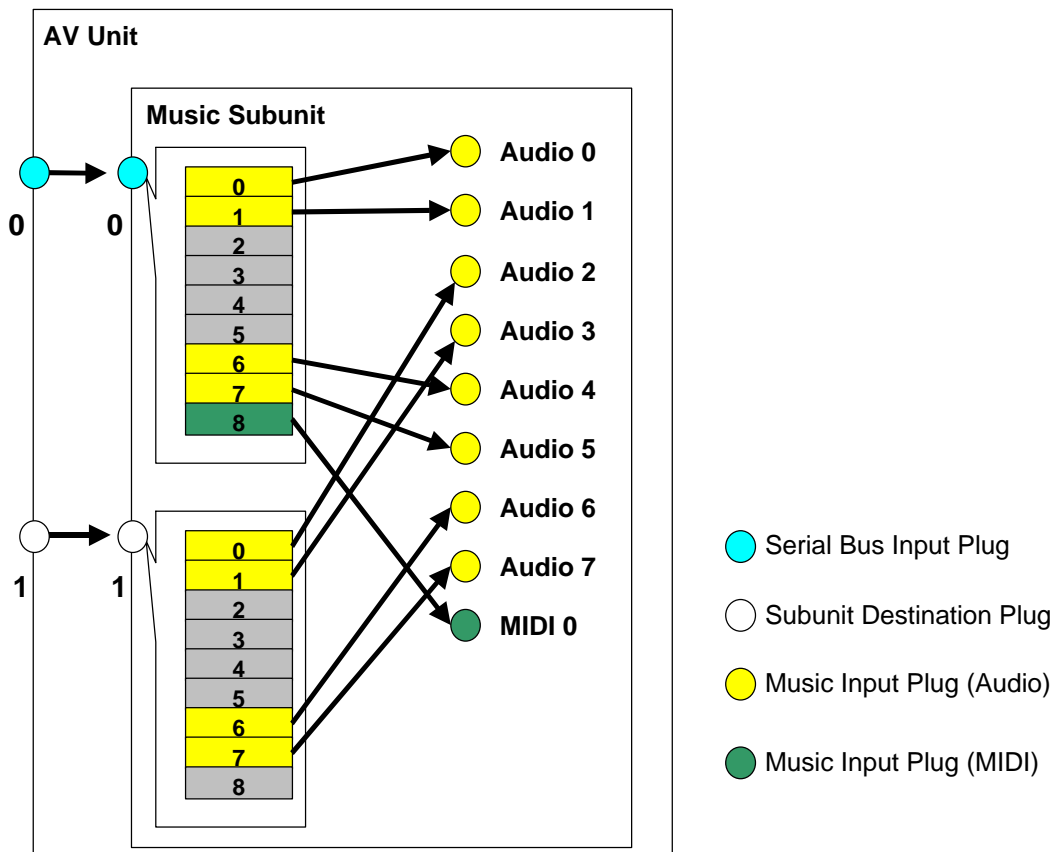 AV Unit
Music Subunit
0
0
0
1
2
3
4
5
6
7
8
1
1
0
1
2
3
4
5
6
7
8
Audio 0
Audio 1
Audio 2
Audio 3
Audio 4
Audio 5
Audio 6
Audio 7
MIDI 0
Serial Bus Input Plug
Subunit Destination Plug
Music Input Plug (Audio)
Music Input Plug (MIDI)